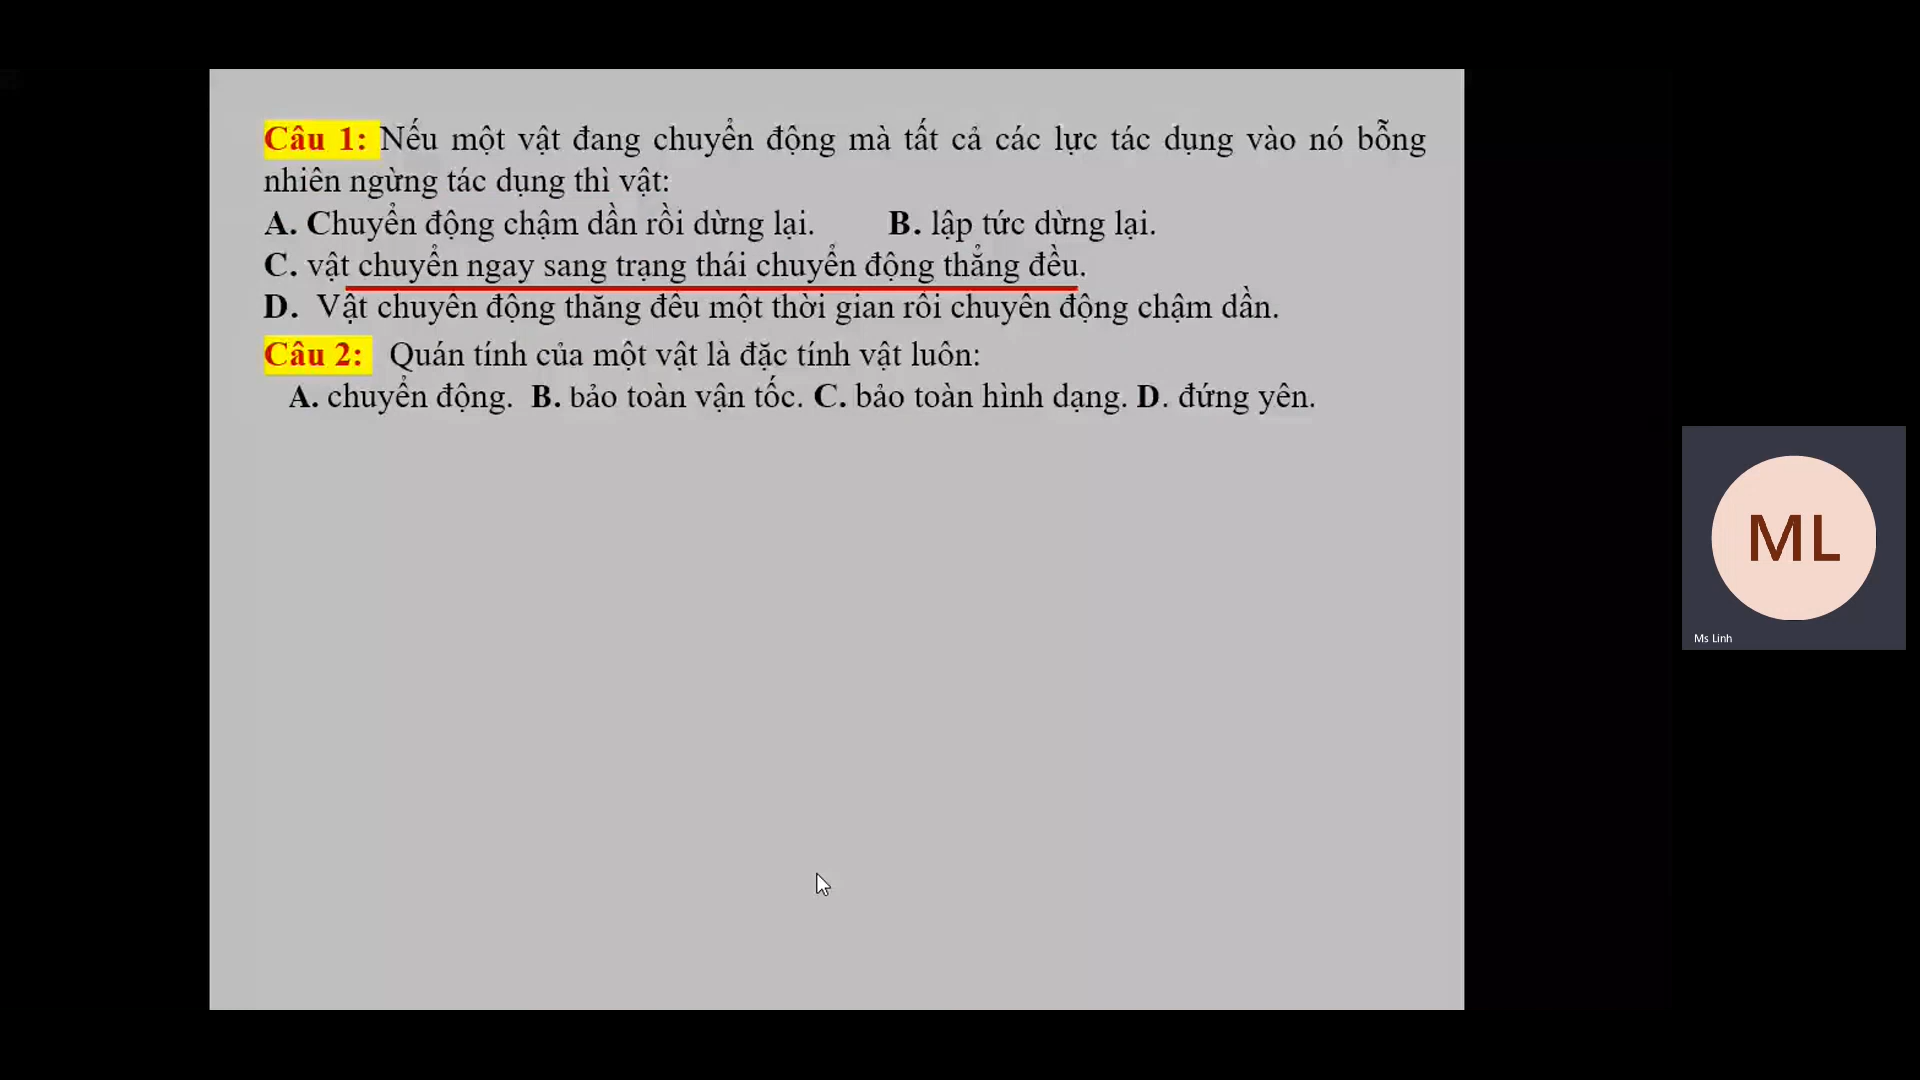 Câu 1: Nếu một vật đang chuyển động mà tất cả các lực tác dụng vào nó bỗng
nhiên ngừng tác dụng thì vật:
A. Chuyển động chậm dần rồi dừng lại. B. lập tức dừng lại.
C. vật chuyển ngay sang trạng thái chuyển động thẳng đều.
D. Vật chuyển động thẳng đều một thời gian rồi chuyển động chậm dần.
Câu 2: Quán tính của một vật là đặc tính vật luôn:
A. chuyển động. B. bảo toàn vận tốc. C. bảo toàn hình dạng. D. đứng yên.
ML
Ms Linh